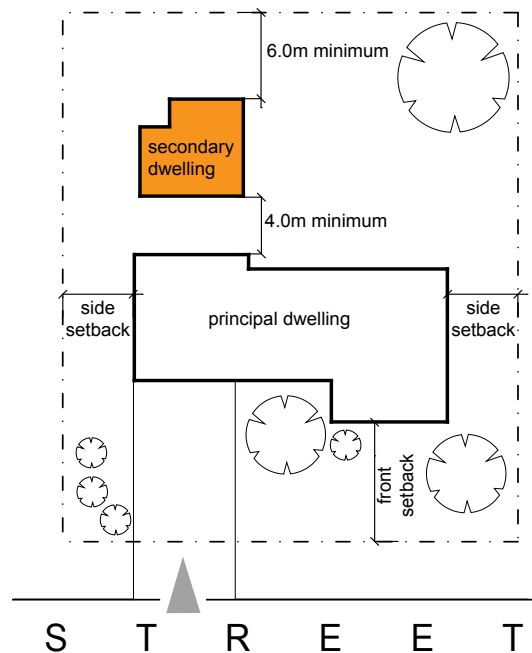 6.0m minimum
secondary
dwelling
4.0m minimum
side
setback
principal dwelling
side
setback
front
setback
S T R E E T